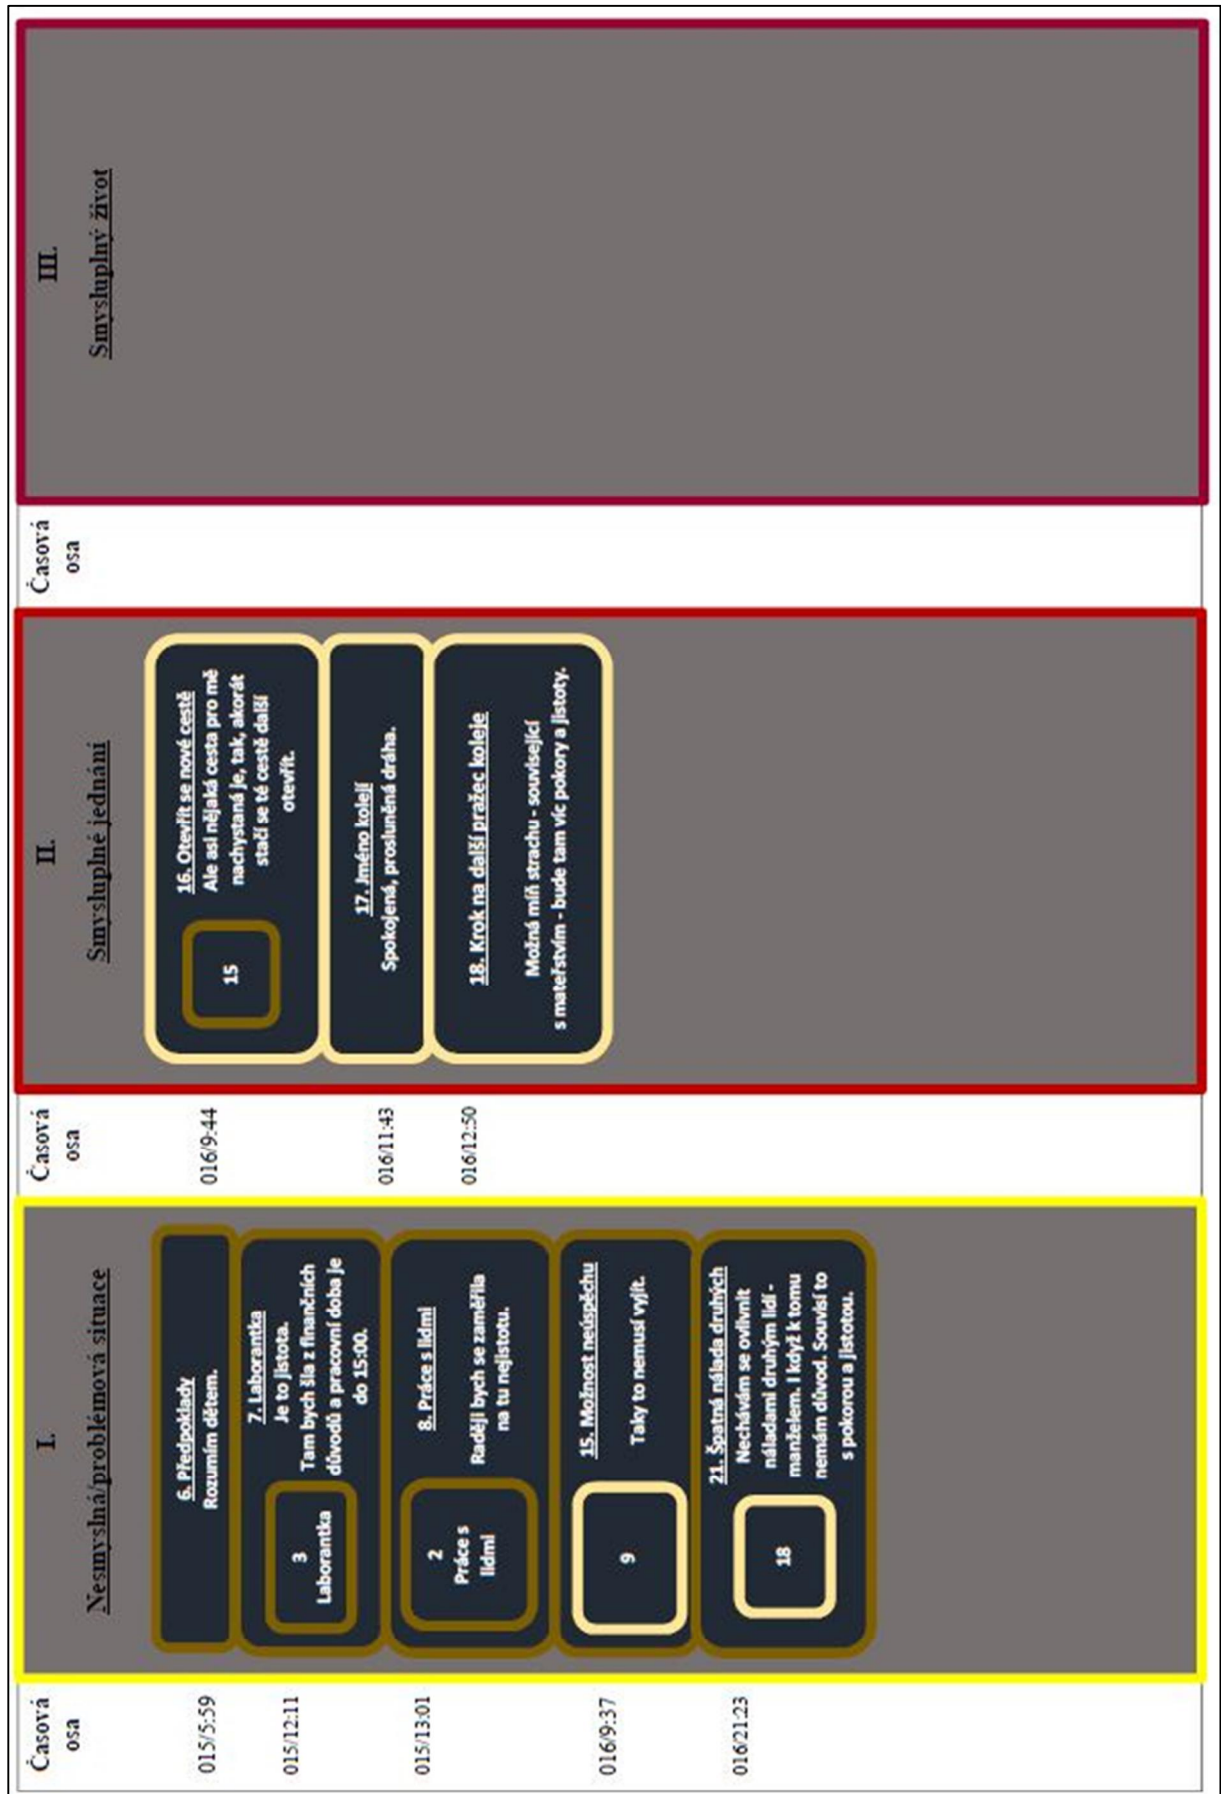 Časová
osa
I.
Nesmyslná/problémová situace
015/5:59
6. Předpoklady
Rozumím dětem.
015/12:11
3
Laborantka
7. Laborantka
Je to jistota.
Tam bych šla z finančních
důvodů a pracovní doba je
do 15:00.
015/13:01
2
Práce s
lidmi
8. Práce s lidmi
Raději bych se zaměřila
na tu nejistotu.
016/9:37
9
15. Možnost neúspěchu
Taky to nemusí vyjít.
016/21:23
18
21. Špatná nálada druhých
Nechávám se ovlivnit
náladami druhým lidí -
manželem. I když k tomu
nemám důvod. Souvisí to
s pokorou a jistotou.
Časová
osa
II.
Smysluplné jednání
016/9:44
15
16. Otevřít se nové cestě
Ale asi nějaká cesta pro mě
nachystaná je, tak, akorát
stačí se té cestě další
otevřít.
016/11:43
17. Jméno kolejí
Spokojená, prosluněná dráha.
016/12:50
18. Krok na další pražec koleje
Možná míň strachu - související
s mateřstvím - bude tam víc pokory a jistoty.
Časová
osa
III.
Smysluplný život